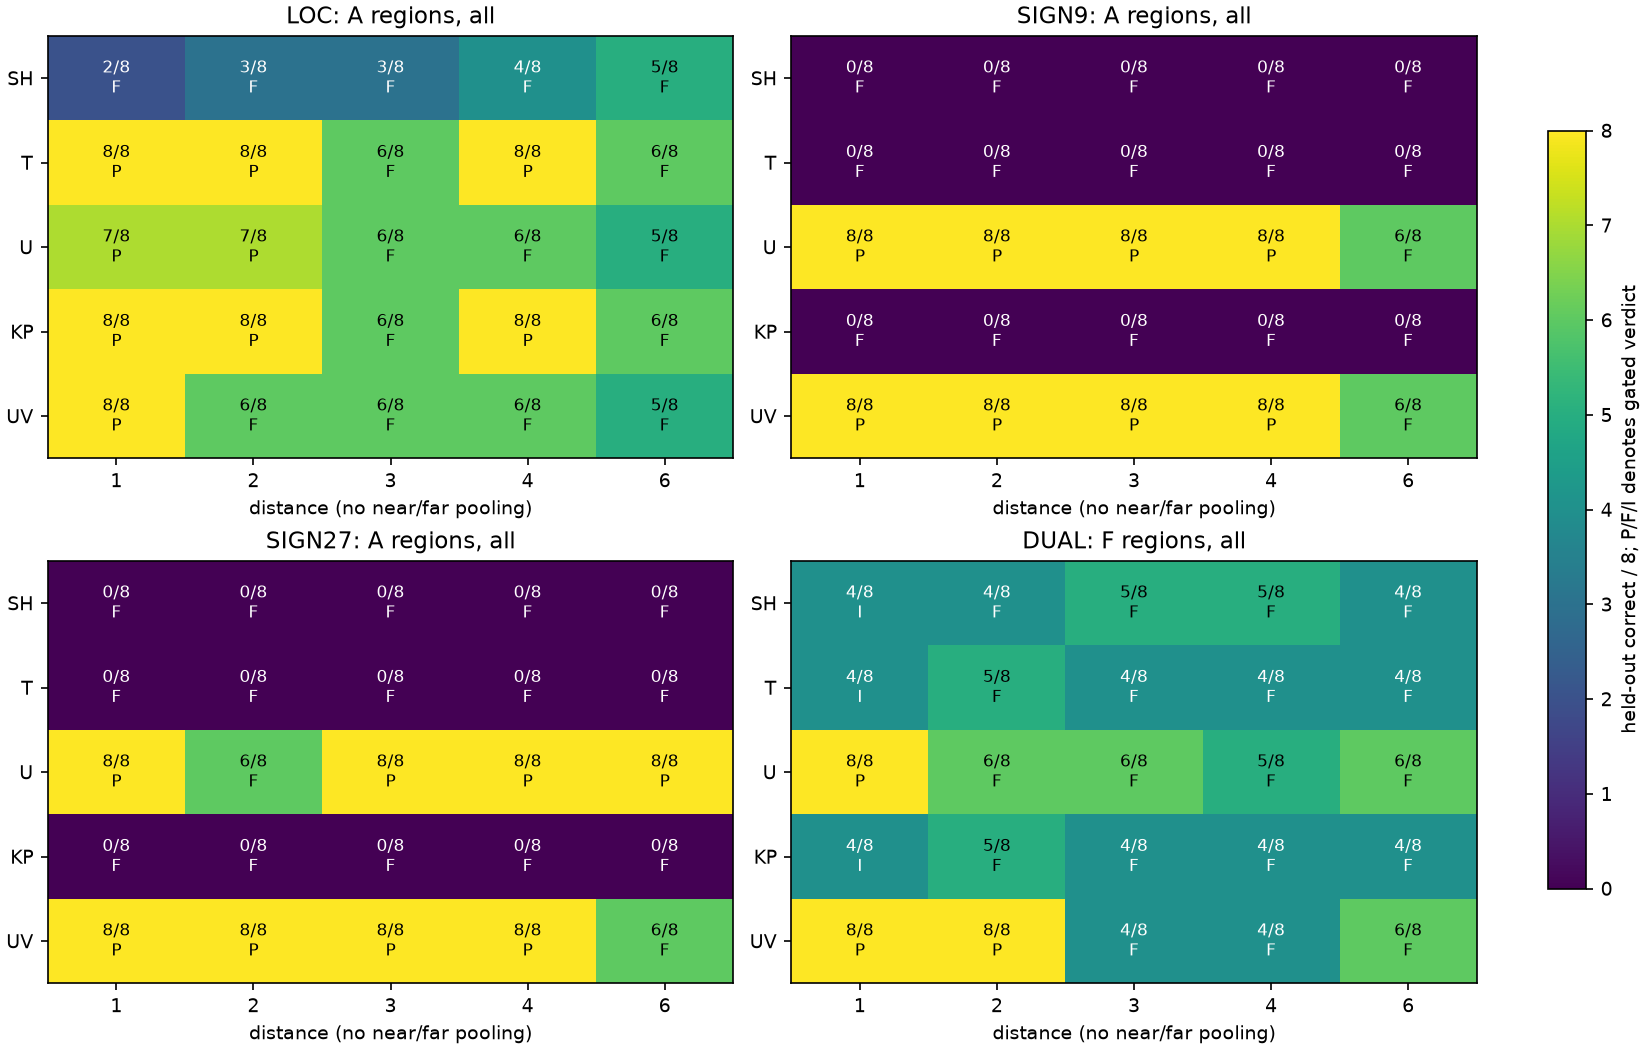 LOC: A regions, all
SH
2/8 3/8 3/8 4/8 5/8
F F F F F
T
8/8 8/8 6/8 8/8 6/8
P P F P F
U
7/8 7/8 6/8 6/8 5/8
P P F F F
KP
8/8 8/8 6/8 8/8 6/8
P P F P F
UV
8/8 6/8 6/8 6/8 5/8
P F F F F
1 2 3 4 6
distance (no near/far pooling)
SIGN9: A regions, all
SH
0/8 0/8 0/8 0/8 0/8
F F F F F
T
0/8 0/8 0/8 0/8 0/8
F F F F F
U
8/8 8/8 8/8 8/8 6/8
P P P P F
KP
0/8 0/8 0/8 0/8 0/8
F F F F F
UV
8/8 8/8 8/8 8/8 6/8
P P P P F
1 2 3 4 6
distance (no near/far pooling)
SIGN27: A regions, all
SH
0/8 0/8 0/8 0/8 0/8
F F F F F
T
0/8 0/8 0/8 0/8 0/8
F F F F F
U
8/8 6/8 8/8 8/8 8/8
P F P P P
KP
0/8 0/8 0/8 0/8 0/8
F F F F F
UV
8/8 8/8 8/8 8/8 6/8
P P P P F
1 2 3 4 6
distance (no near/far pooling)
DUAL: F regions, all
SH
4/8 4/8 5/8 5/8 4/8
I F F F F
T
4/8 5/8 4/8 4/8 4/8
I F F F F
U
8/8 6/8 6/8 5/8 6/8
P F F F F
KP
4/8 5/8 4/8 4/8 4/8
I F F F F
UV
8/8 8/8 4/8 4/8 6/8
P P F F F
1 2 3 4 6
distance (no near/far pooling)
8
7
6
5
4
3
2
1
0
held-out correct / 8; P/F/I denotes gated verdict